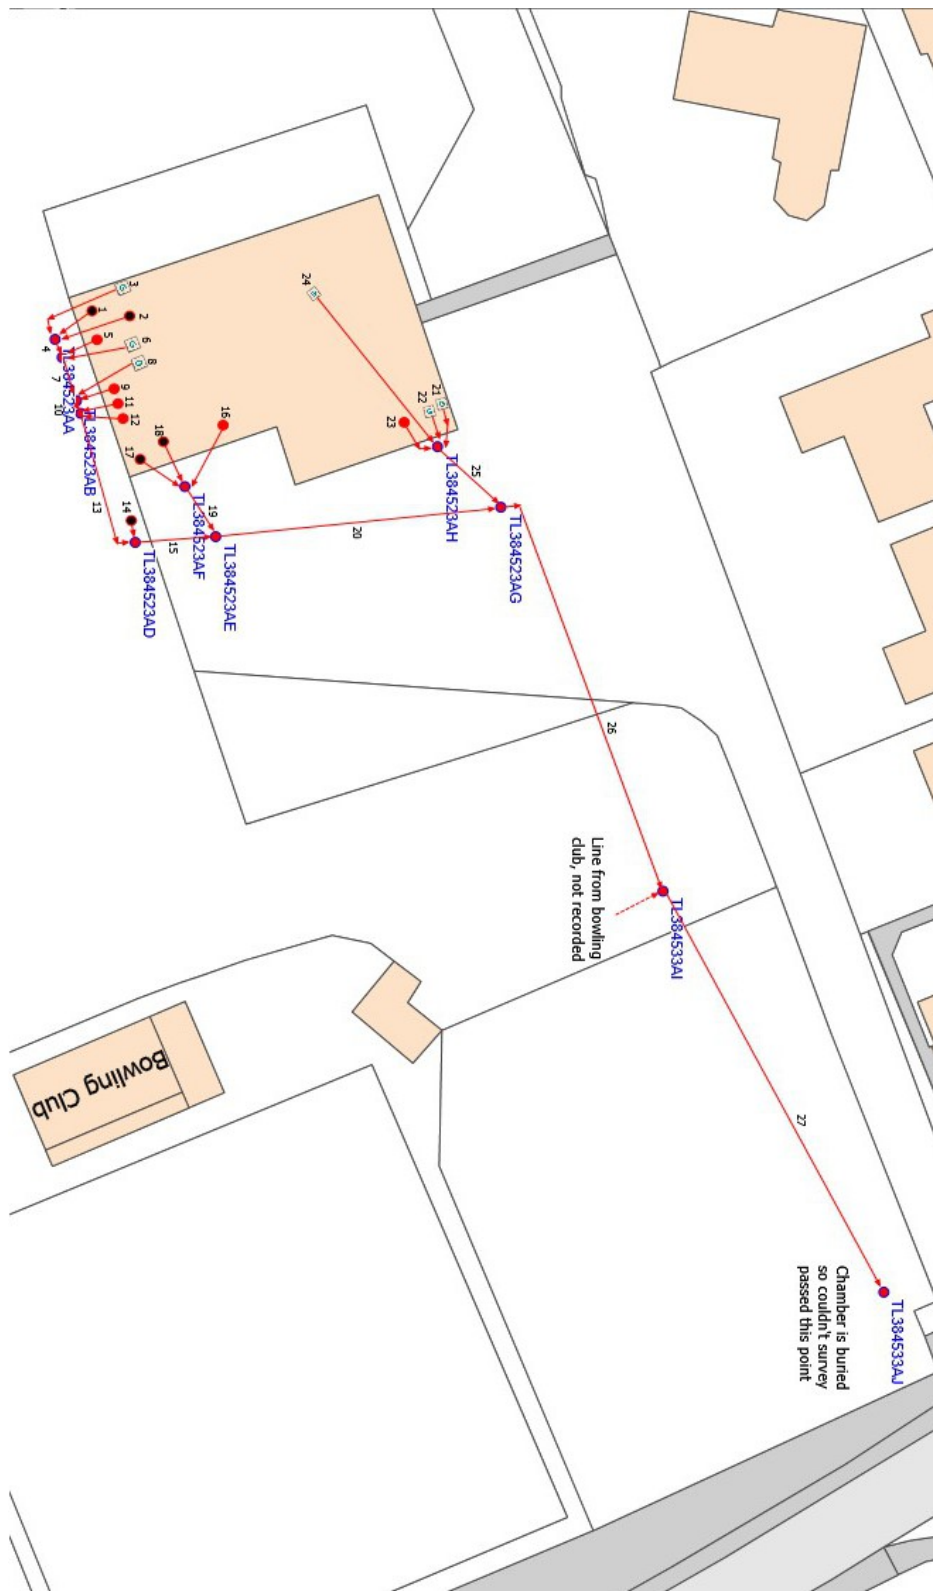 24
3
1
2
5
6
8
4
7
TL384523AA
9
11
12
10
TL384523AB
21
22
23
16
18
17
TL384523AH
25
13
TL384523AF
19
14
20
TL384523AG
TL384523AE
15
TL384523AD
26
Line from bowling
club, not recorded
TL384533AI
Bowling Club
27
Chamber is buried
so couldn't survey
passed this point
TL384533AJ